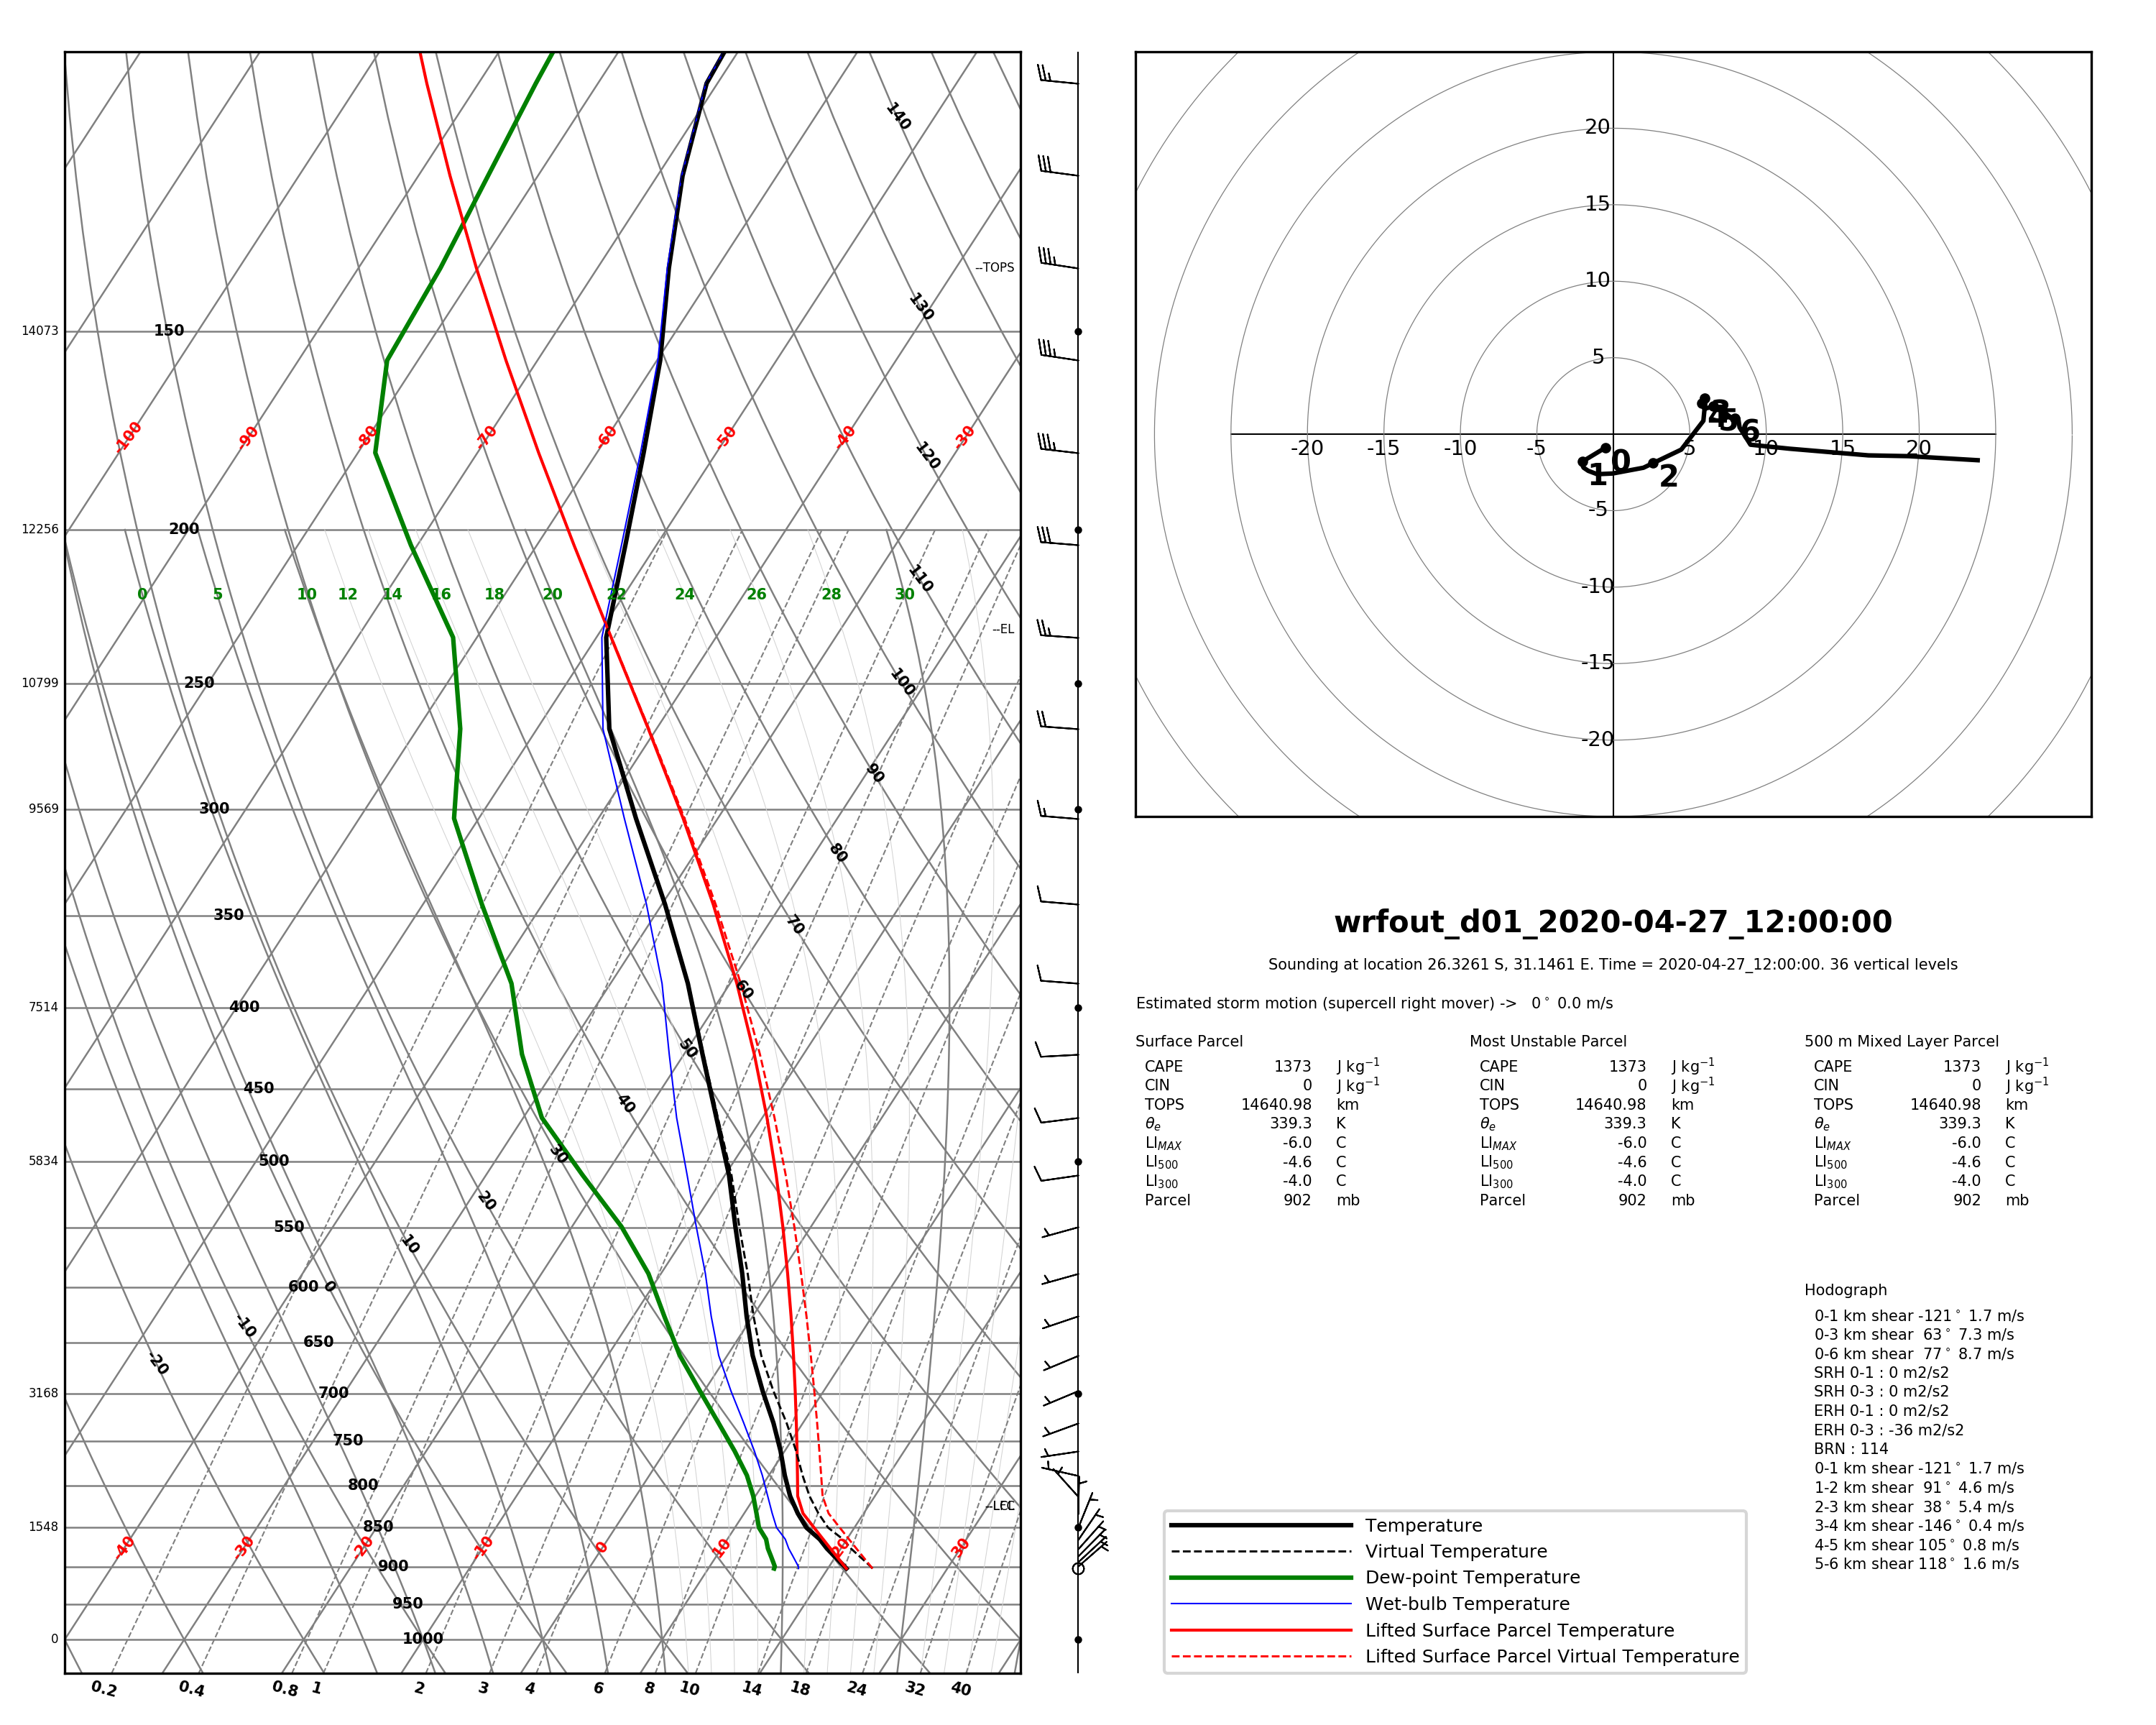 140
--TOPS
130
14073 150
-100 -90 -80 -70 -60 -50 -40 -30
120
12256 200
110
0 5 10 12 14 16 18 20 22 24 26 28 30
--EL
10799 250
100
90
9569 300
80
350
70
7514 400
60
50
450
40
5834 500
30
20
550
10
600 0
-10
650
-20
3168 700
750
800
1548 850
-40 -30 -20 -10 0 10 20 30
900
950
0 1000
0.2 0.4 0.8 1 2 3 4 6 8 10 14 18 24 32 40
20
15
10
5
-20 -15 -10 -5 5 10 15 20
-5
-10
-15
-20
0 1 2 3 4 5 6
wrfout_d01_2020-04-27_12:00:00
Sounding at location 26.3261 S, 31.1461 E. Time = 2020-04-27_12:00:00. 36 vertical levels
Estimated storm motion (supercell right mover) -> 0° 0.0 m/s
Surface Parcel Most Unstable Parcel 500 m Mixed Layer Parcel
CAPE 1373 J kg⁻¹ CAPE 1373 J kg⁻¹ CAPE 1373 J kg⁻¹
CIN 0 J kg⁻¹ CIN 0 J kg⁻¹ CIN 0 J kg⁻¹
TOPS 14640.98 km TOPS 14640.98 km TOPS 14640.98 km
θe 339.3 K θe 339.3 K θe 339.3 K
LIMAX -6.0 C LIMAX -6.0 C LIMAX -6.0 C
LI500 -4.6 C LI500 -4.6 C LI500 -4.6 C
LI300 -4.0 C LI300 -4.0 C LI300 -4.0 C
Parcel 902 mb Parcel 902 mb Parcel 902 mb
Hodograph
0-1 km shear -121° 1.7 m/s
0-3 km shear 63° 7.3 m/s
0-6 km shear 77° 8.7 m/s
SRH 0-1 : 0 m2/s2
SRH 0-3 : 0 m2/s2
ERH 0-1 : 0 m2/s2
ERH 0-3 : -36 m2/s2
BRN : 114
0-1 km shear -121° 1.7 m/s
1-2 km shear 91° 4.6 m/s
2-3 km shear 38° 5.4 m/s
3-4 km shear -146° 0.4 m/s
4-5 km shear 105° 0.8 m/s
5-6 km shear 118° 1.6 m/s
Temperature
Virtual Temperature
Dew-point Temperature
Wet-bulb Temperature
Lifted Surface Parcel Temperature
Lifted Surface Parcel Virtual Temperature